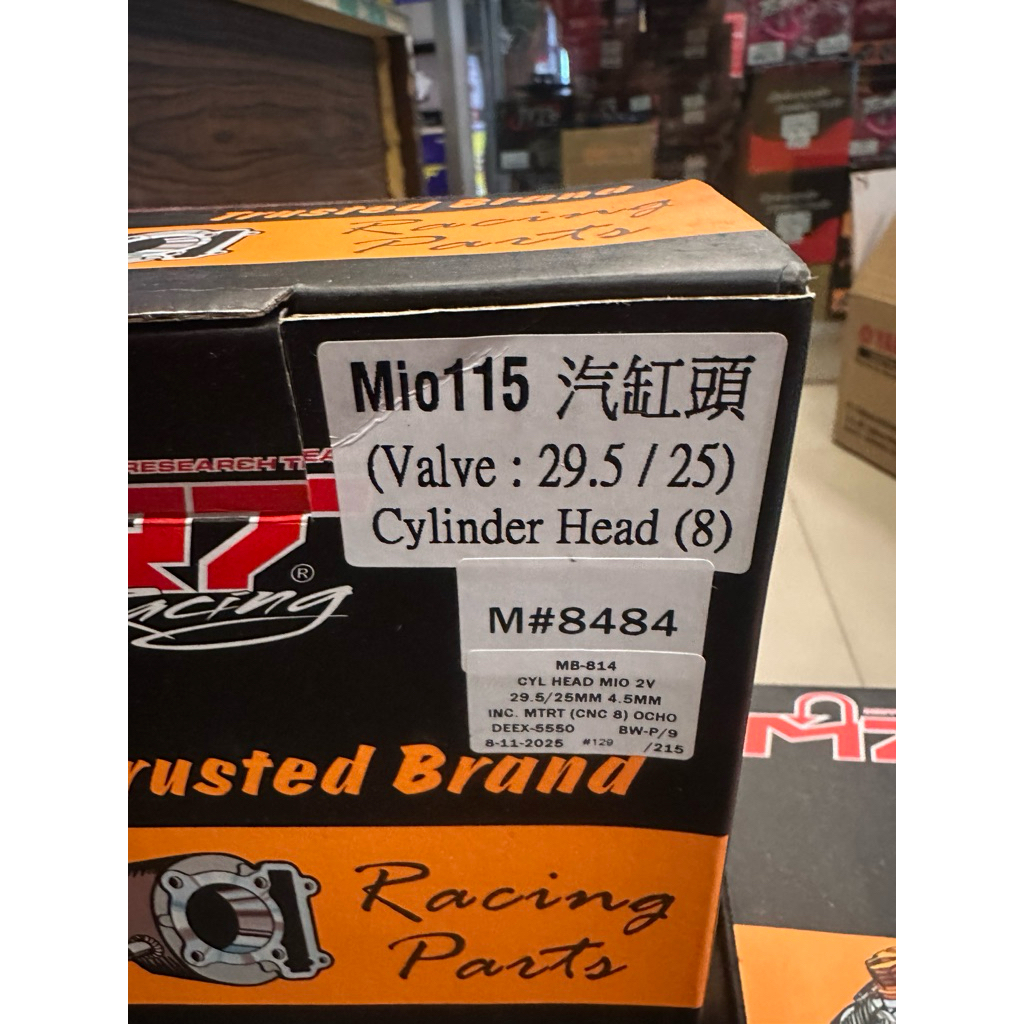 Trusted Brand
Racing
Parts
Mio115 汽缸頭
(Valve : 29.5 / 25)
Cylinder Head (8)
RESEARCH TEA
R7
®
Racing
M#8484
MB-814
CYL HEAD MIO 2V
29.5/25MM 4.5MM
INC. MTRT (CNC 8) OCHO
DEEX-5550 BW-P/9
8-11-2025 #129 /215
rusted Brand
Racing
Parts